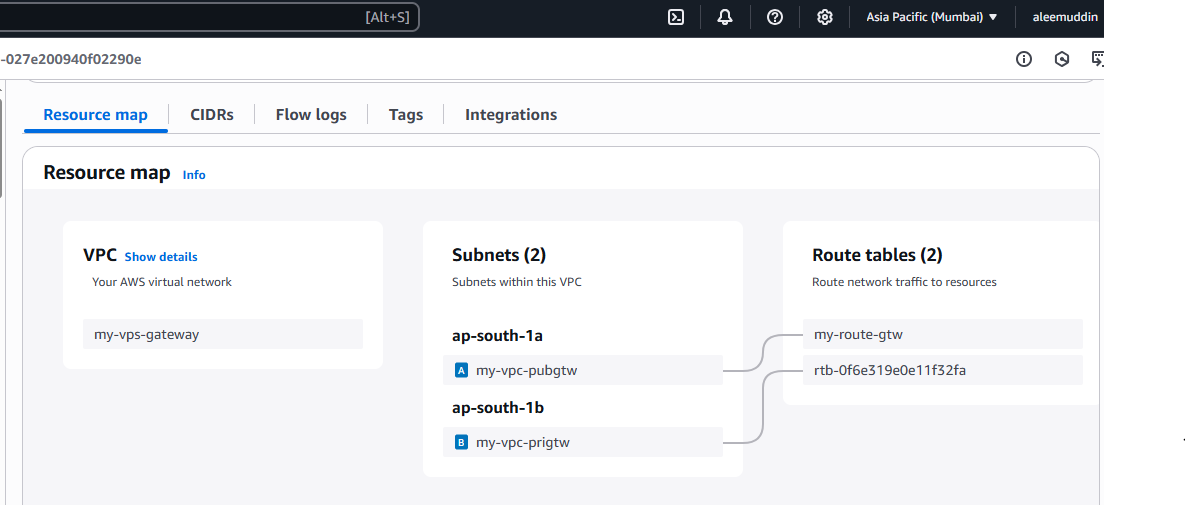 [Alt+S]
Asia Pacific (Mumbai) ▼
aleemuddin
-027e200940f02290e
Resource map
CIDRs
Flow logs
Tags
Integrations
Resource map Info
VPC Show details
Your AWS virtual network
my-vps-gateway
Subnets (2)
Subnets within this VPC
ap-south-1a
A my-vpc-pubgtw
ap-south-1b
B my-vpc-prigtw
Route tables (2)
Route network traffic to resources
my-route-gtw
rtb-0f6e319e0e11f32fa